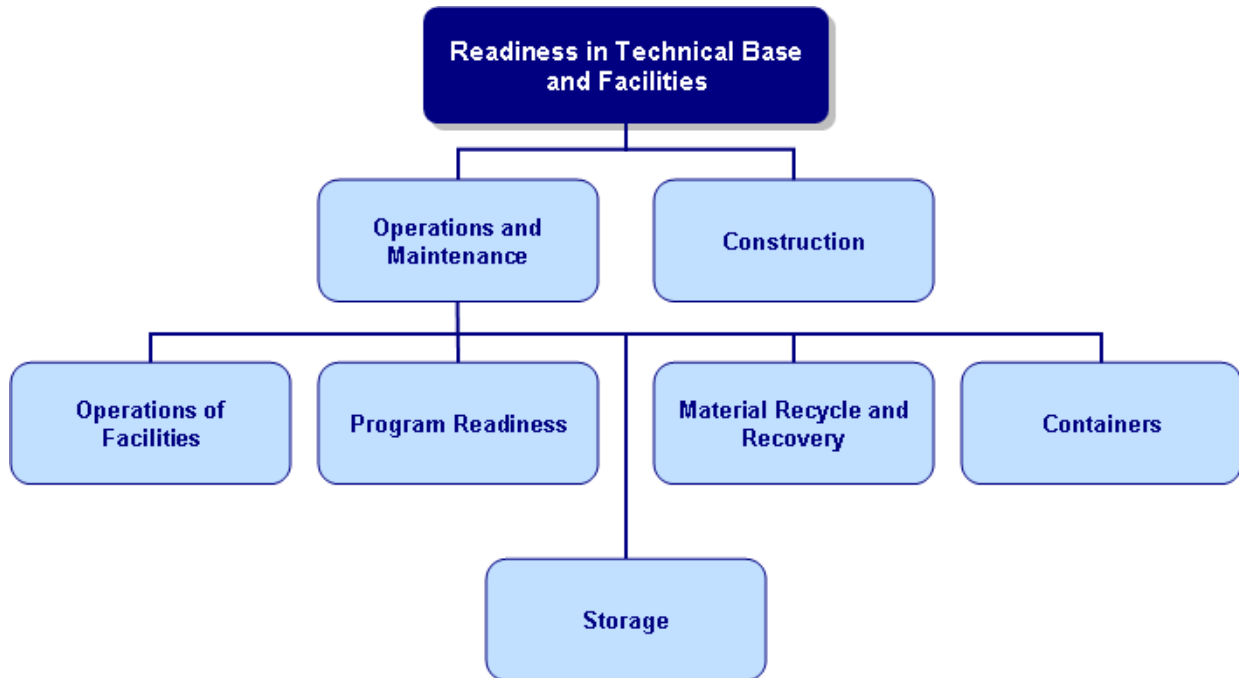 Readiness in Technical Base
and Facilities
Operations and
Maintenance
Construction
Operations of
Facilities
Program Readiness
Material Recycle and
Recovery
Containers
Storage